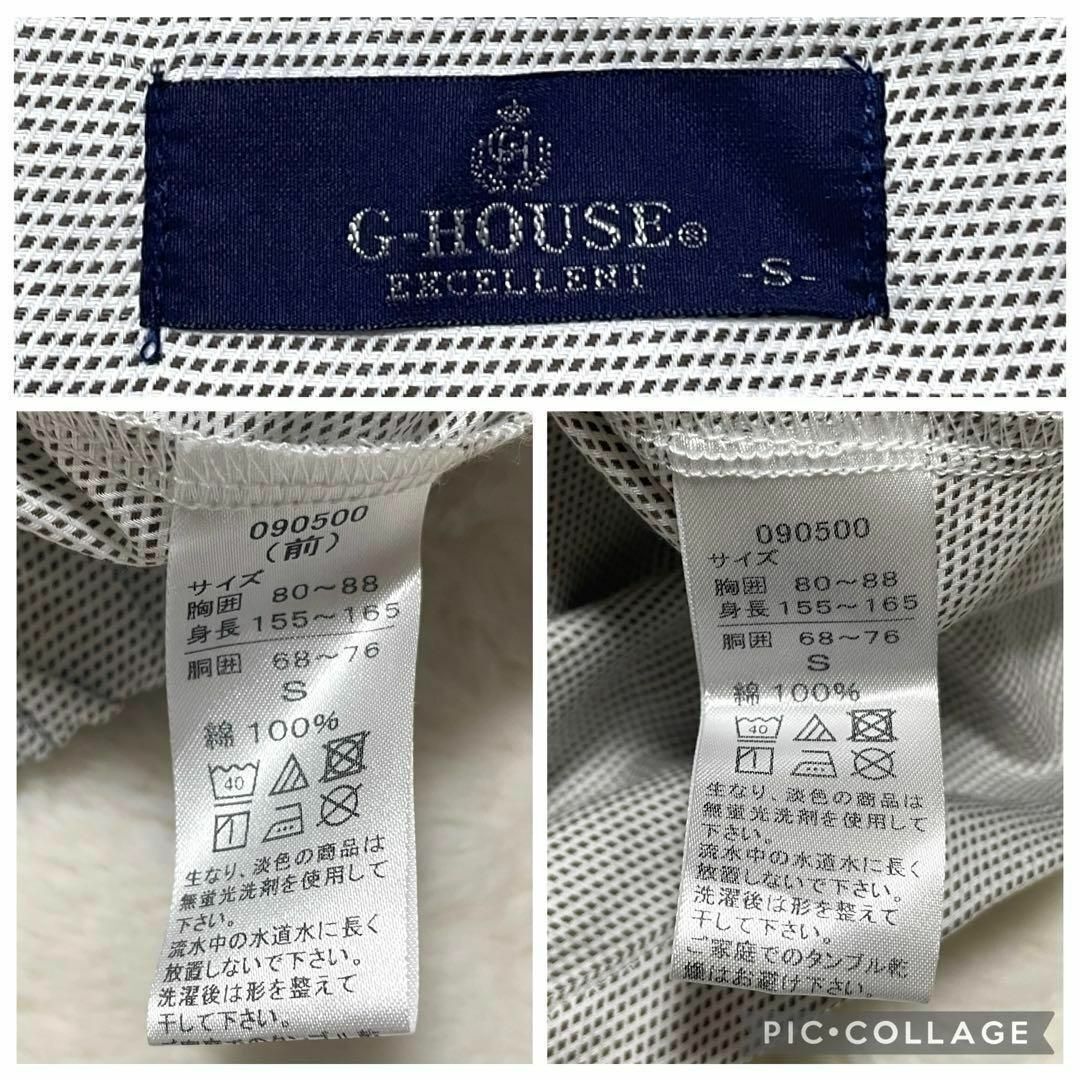 G-HOUSE®
EXCELLENT
-S-
090500
(前)
サイズ
胸囲 80～88
身長 155～165
胴囲 68～76
S
綿 100%
40
生なり、淡色の商品は
無蛍光洗剤を使用して
下さい。
流水中の水道水に長く
放置しないで下さい。
洗濯後は形を整えて
干して下さい。
090500
サイズ
胸囲 80～88
身長 155～165
胴囲 68～76
S
綿 100%
40
生なり、淡色の商品は
無蛍光洗剤を使用して
下さい。
流水中の水道水に長く
放置しないで下さい。
洗濯後は形を整えて
干して下さい。
ご家庭でのタンブル乾
燥はお避け下さい。
PIC•COLLAGE